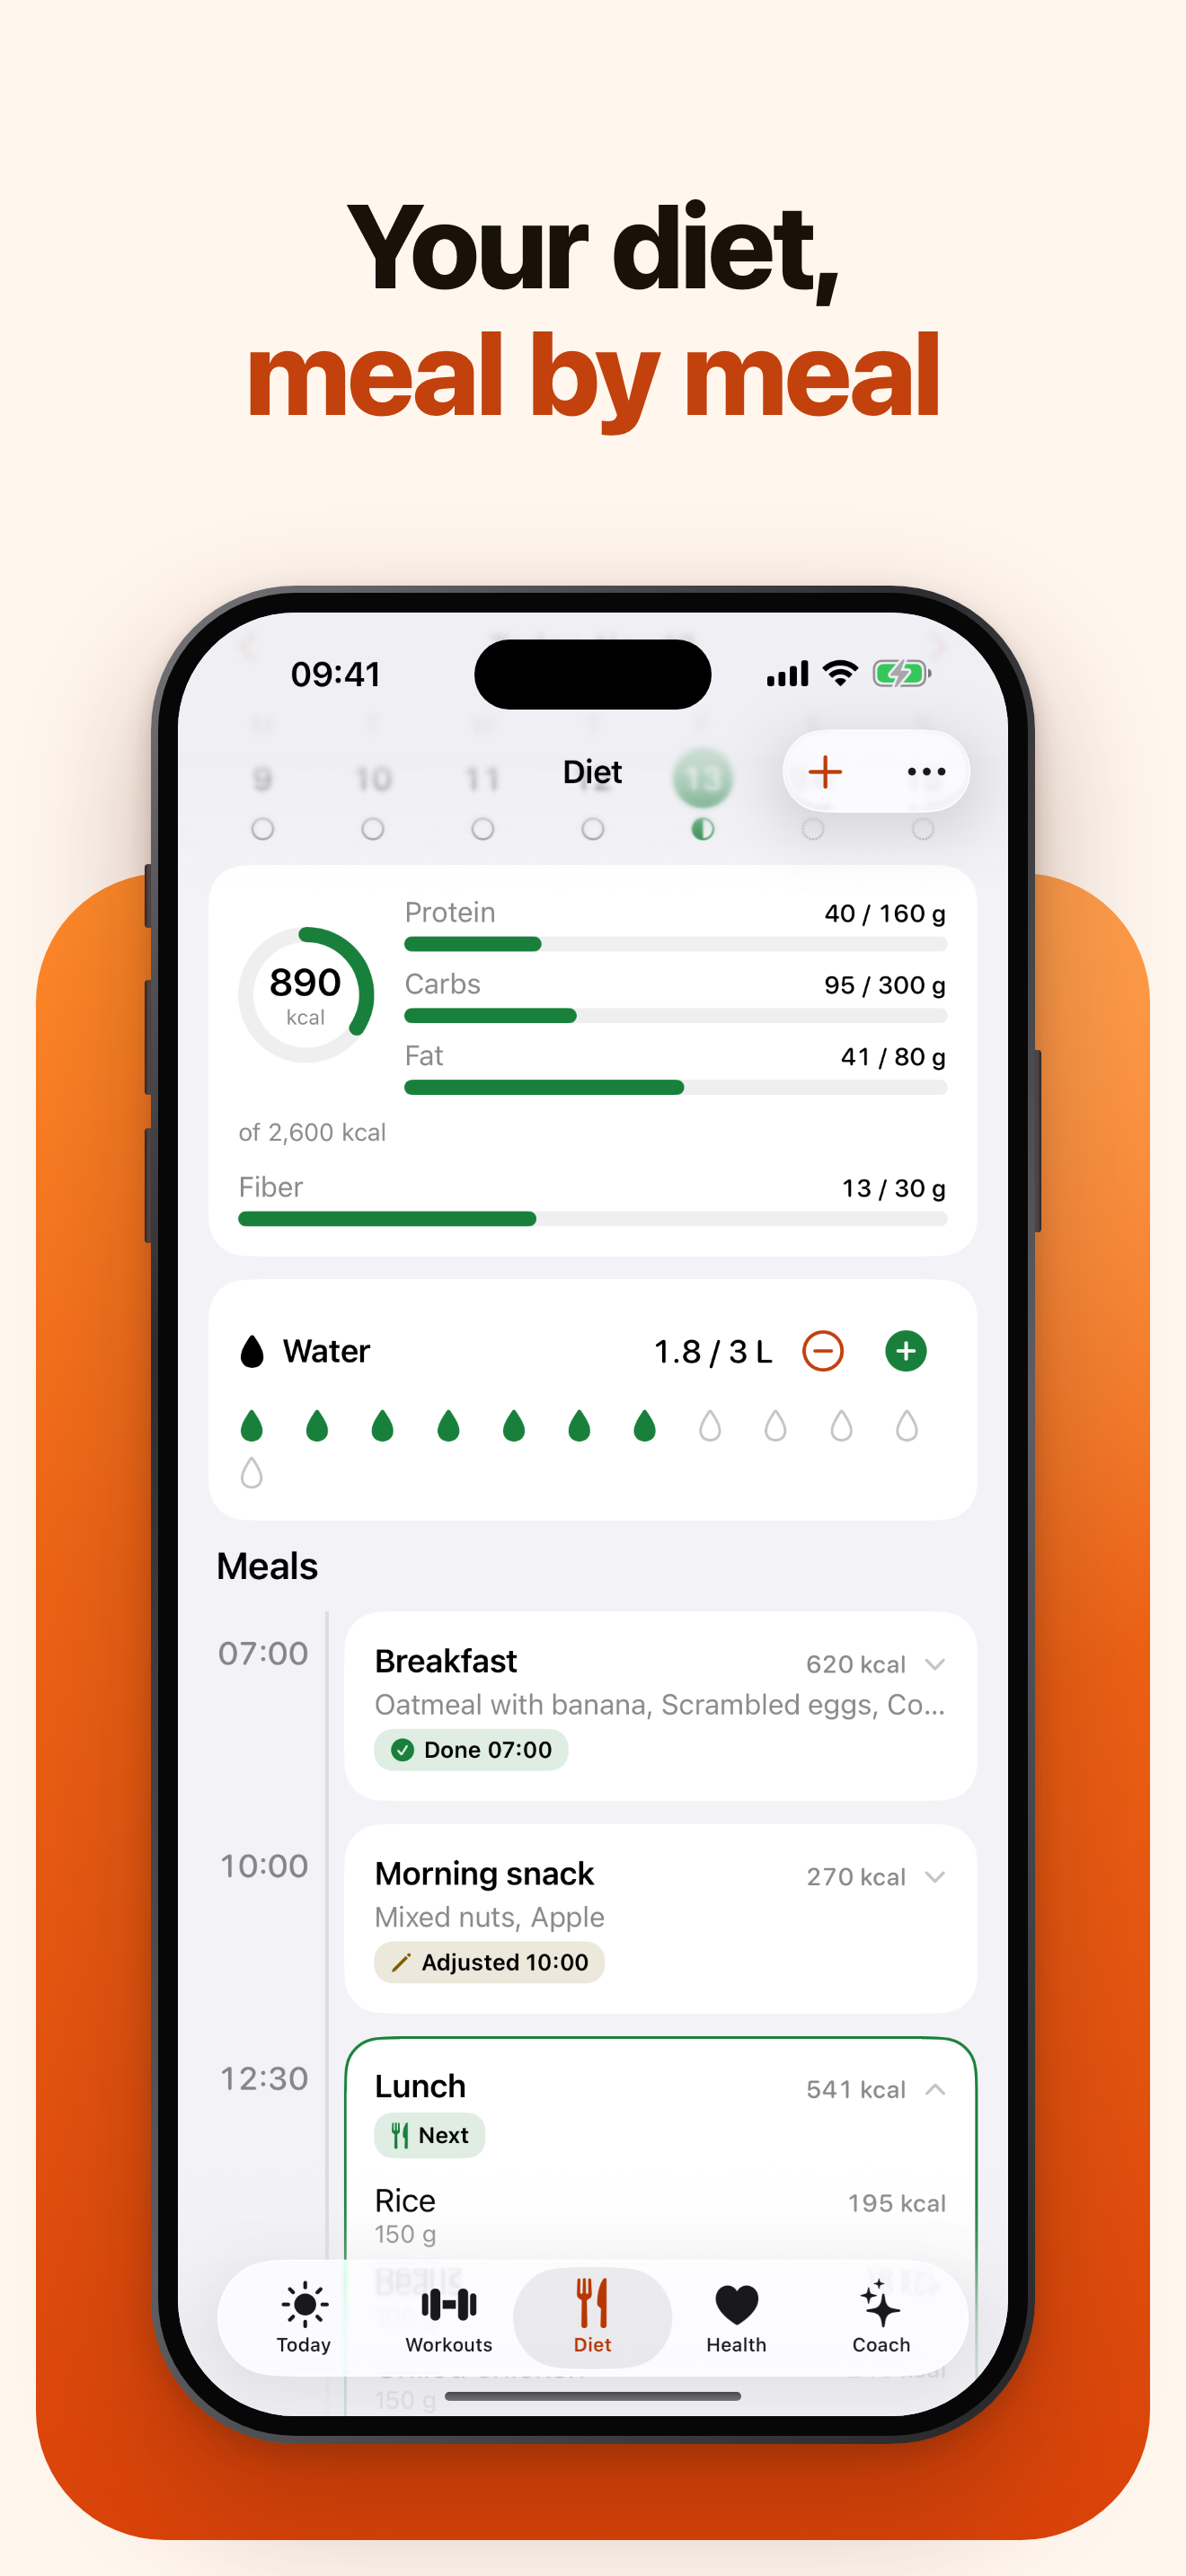 Your diet,
meal by meal
09:41
M T W T F S S
9 10 11 12 13
Diet
Protein 40 / 160 g
Carbs 95 / 300 g
Fat 41 / 80 g
890
kcal
of 2,600 kcal
Fiber 13 / 30 g
Water 1.8 / 3 L
Meals
07:00
Breakfast 620 kcal
Oatmeal with banana, Scrambled eggs, Co...
Done 07:00
10:00
Morning snack 270 kcal
Mixed nuts, Apple
Adjusted 10:00
12:30
Lunch 541 kcal
Next
Rice 195 kcal
150 g
Today Workouts Diet Health Coach
150 g